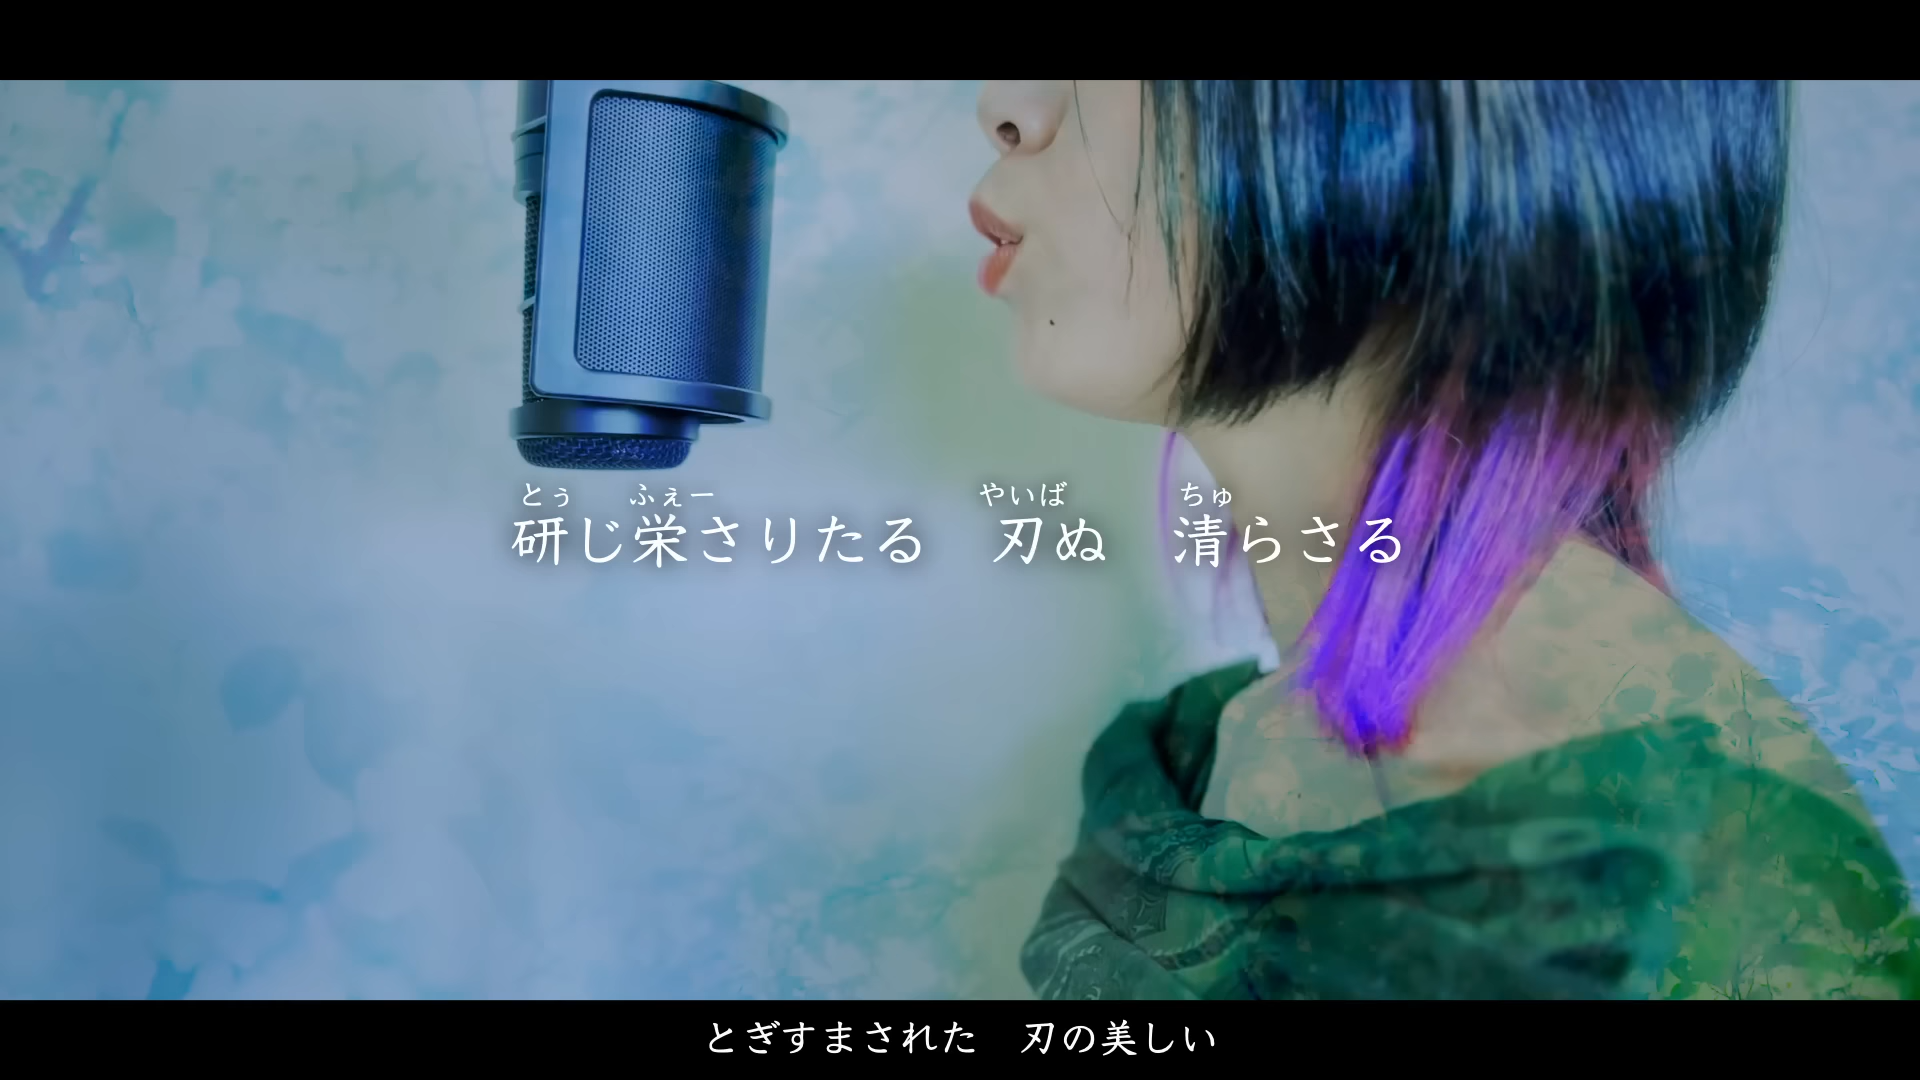 とぅ ふぇー やいば ちゅ
研じ栄さりたる　刃ぬ　清らさる
とぎすまされた　刃の美しい